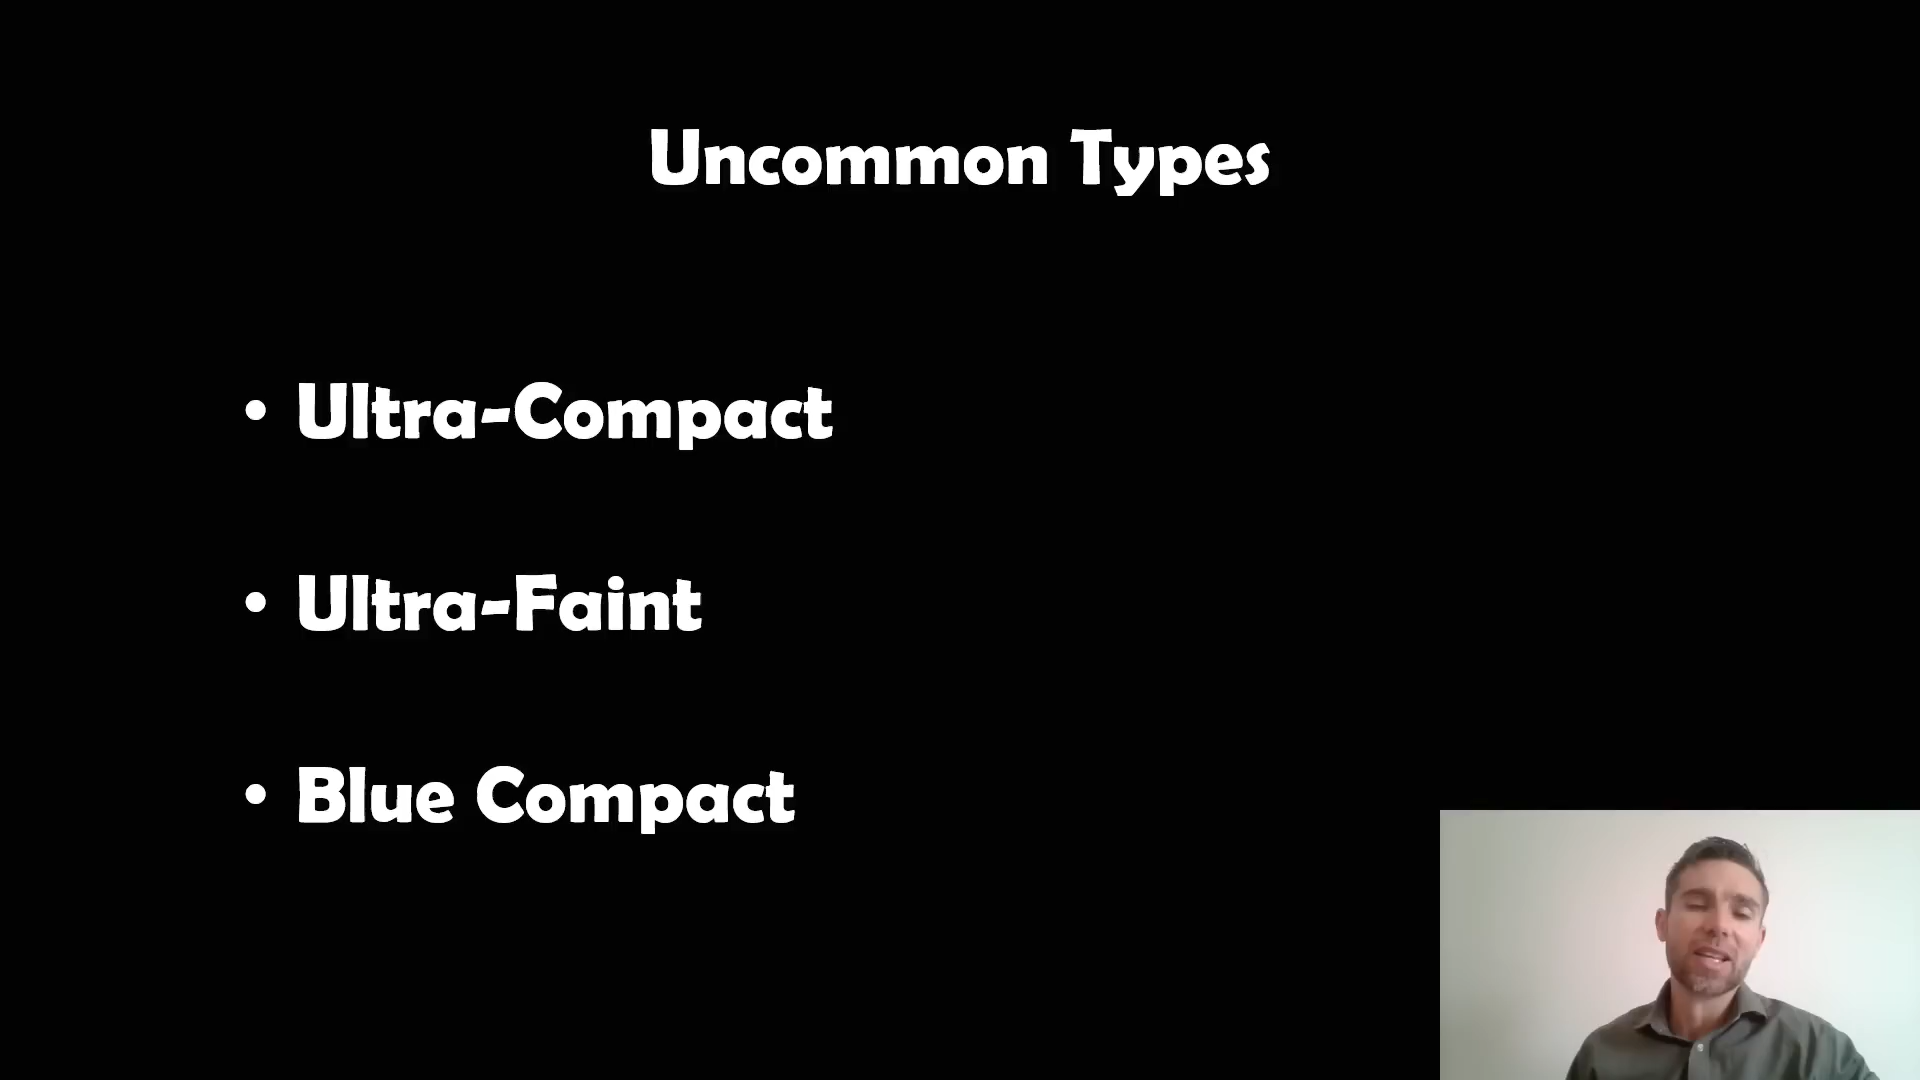 Uncommon Types
• Ultra-Compact
• Ultra-Faint
• Blue Compact